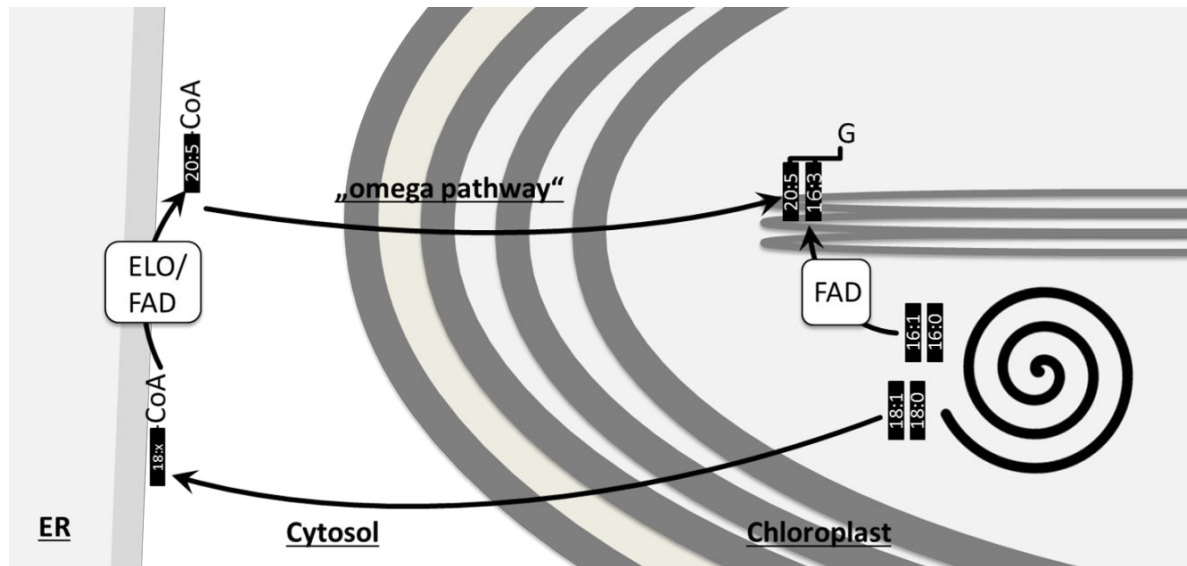 20:5
-CoA
ELO/
FAD
18:x
-CoA
„omega pathway“
G
20:5
16:3
FAD
16:1
16:0
18:1
18:0
ER
Cytosol
Chloroplast